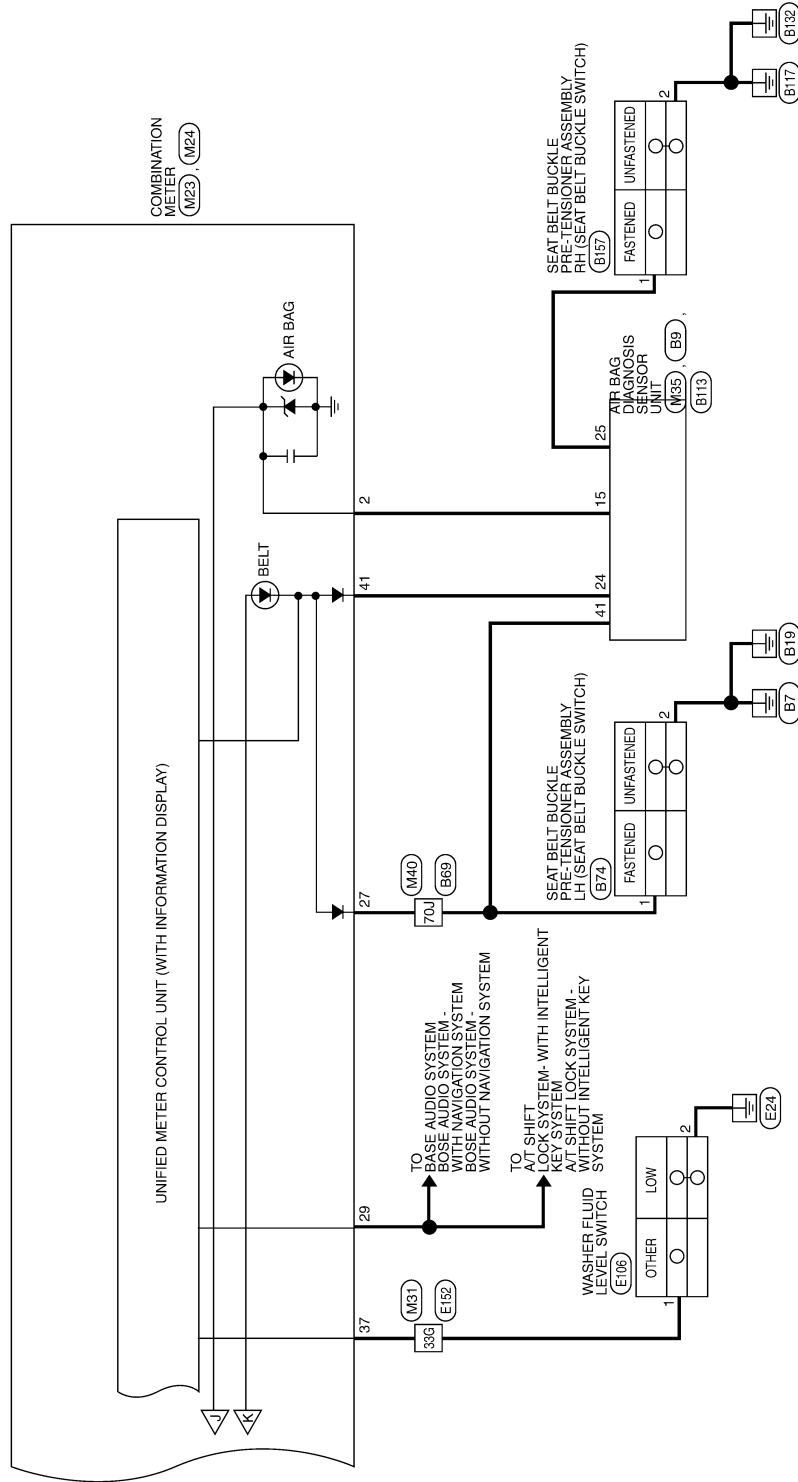 COMBINATION
METER
M23 , M24
UNIFIED METER CONTROL UNIT (WITH INFORMATION DISPLAY)
J
K
BELT
AIR BAG
37
29
27
41
2
M31
33G
E152
TO
BASE AUDIO SYSTEM
BOSE AUDIO SYSTEM -
WITH NAVIGATION SYSTEM
BOSE AUDIO SYSTEM -
WITHOUT NAVIGATION SYSTEM
TO
A/T SHIFT
LOCK SYSTEM- WITH INTELLIGENT
KEY SYSTEM
A/T SHIFT LOCK SYSTEM -
WITHOUT INTELLIGENT KEY
SYSTEM
M40
70J
B69
WASHER FLUID
LEVEL SWITCH
E106
OTHER
LOW
1
2
E24
SEAT BELT BUCKLE
PRE-TENSIONER ASSEMBLY
LH (SEAT BELT BUCKLE SWITCH)
B74
FASTENED
UNFASTENED
1
2
B7
B19
41
24
15
25
AIR BAG
DIAGNOSIS
SENSOR
UNIT
M35 , B9 ,
B113
SEAT BELT BUCKLE
PRE-TENSIONER ASSEMBLY
RH (SEAT BELT BUCKLE SWITCH)
B157
FASTENED
UNFASTENED
1
2
B117
B132